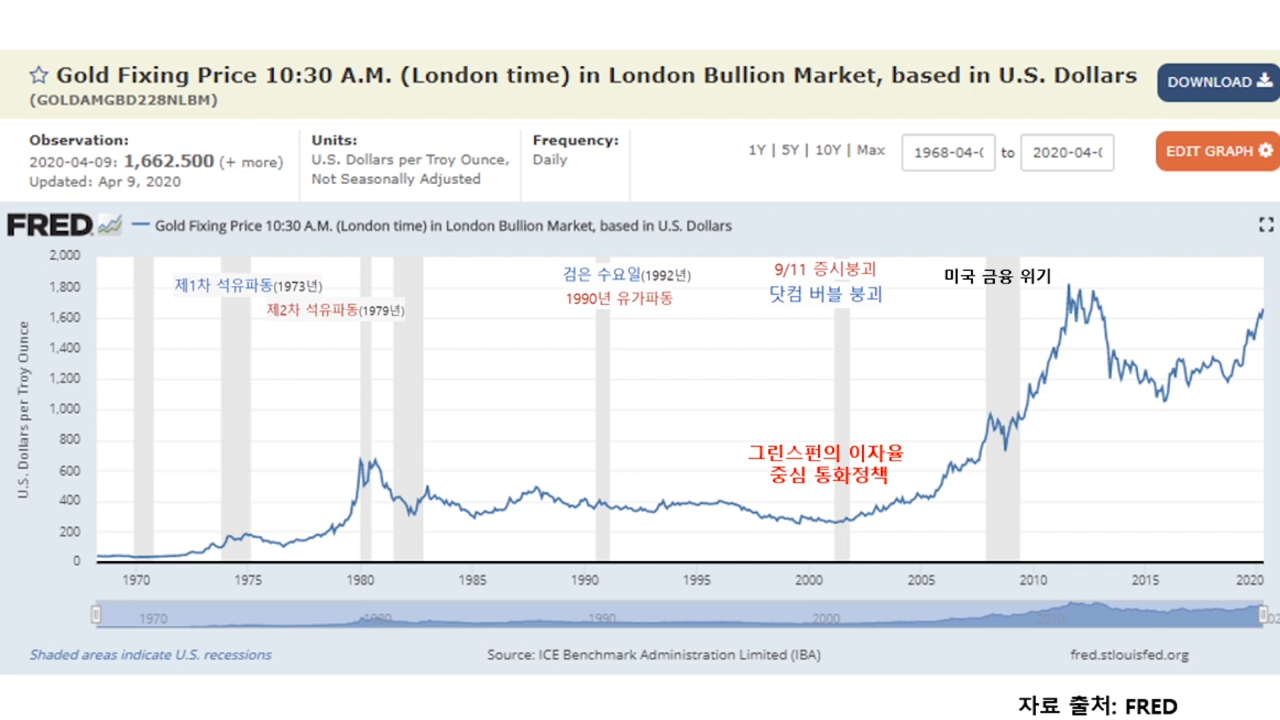 Gold Fixing Price 10:30 A.M. (London time) in London Bullion Market, based in U.S. Dollars
(GOLDAMGBD228NLBM)
DOWNLOAD
Observation:
2020-04-09: 1,662.500 (+ more)
Updated: Apr 9, 2020
Units:
U.S. Dollars per Troy Ounce,
Not Seasonally Adjusted
Frequency:
Daily
1Y | 5Y | 10Y | Max
1968-04-( to 2020-04-(
EDIT GRAPH
FRED
Gold Fixing Price 10:30 A.M. (London time) in London Bullion Market, based in U.S. Dollars
U.S. Dollars per Troy Ounce
2,000
1,800
1,600
1,400
1,200
1,000
800
600
400
200
0
제1차 석유파동(1973년)
제2차 석유파동(1979년)
검은 수요일(1992년)
1990년 유가파동
9/11 증시붕괴
닷컴 버블 붕괴
미국 금융 위기
그린스펀의 이자율
중심 통화정책
1970 1975 1980 1985 1990 1995 2000 2005 2010 2015 2020
1970 1980 1990 2000 2010
Shaded areas indicate U.S. recessions
Source: ICE Benchmark Administration Limited (IBA)
fred.stlouisfed.org
자료 출처: FRED